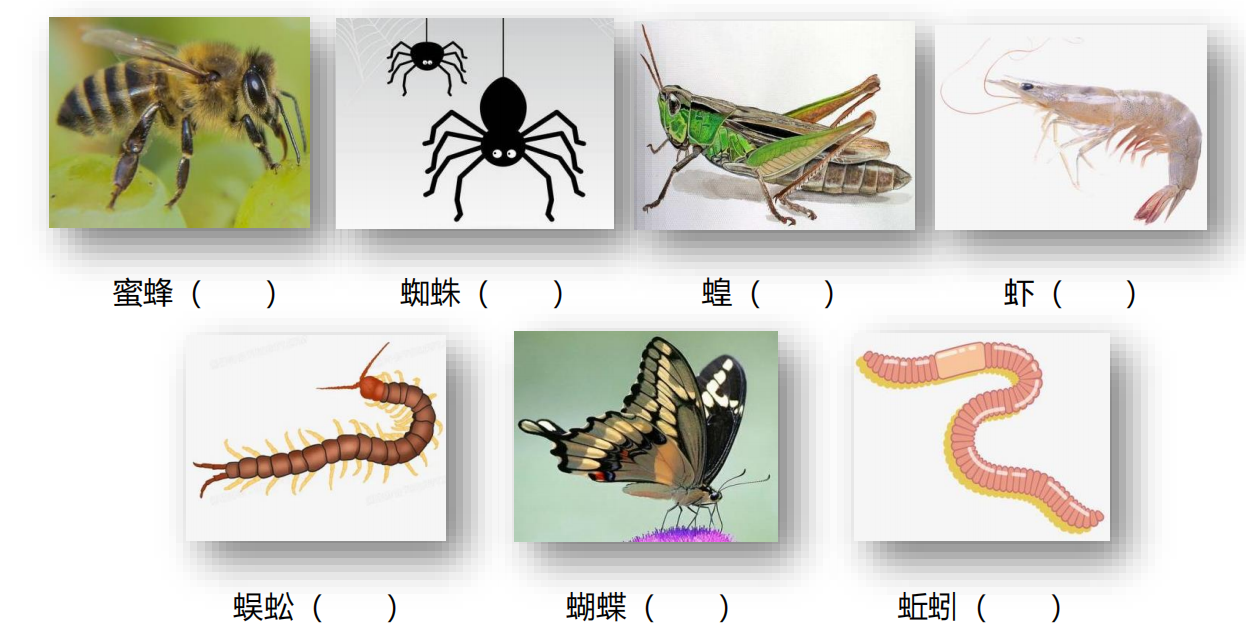 蜜蜂（　　）　蜘蛛（　　）　蝗（　　）　虾（　　）
蜈蚣（　　）　蝴蝶（　　）　蚯蚓（　　）